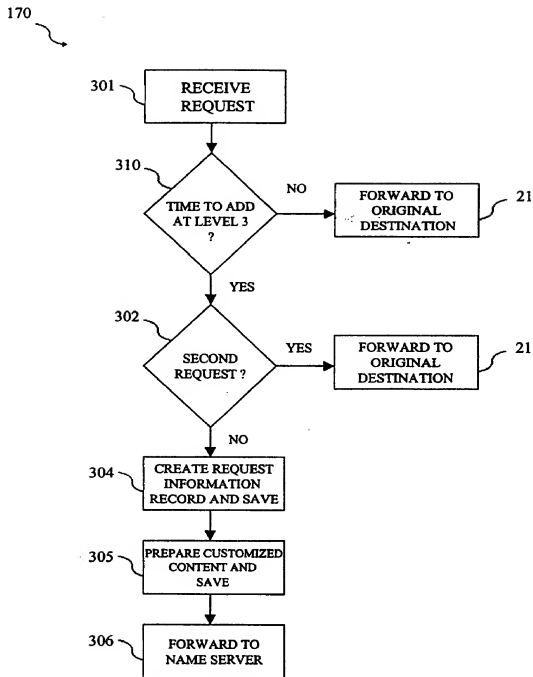 170
301
RECEIVE
REQUEST
310
TIME TO ADD
AT LEVEL 3
?
NO
FORWARD TO
ORIGINAL
DESTINATION
21
YES
302
SECOND
REQUEST ?
YES
FORWARD TO
ORIGINAL
DESTINATION
21
NO
304
CREATE REQUEST
INFORMATION
RECORD AND SAVE
305
PREPARE CUSTOMIZED
CONTENT AND
SAVE
306
FORWARD TO
NAME SERVER